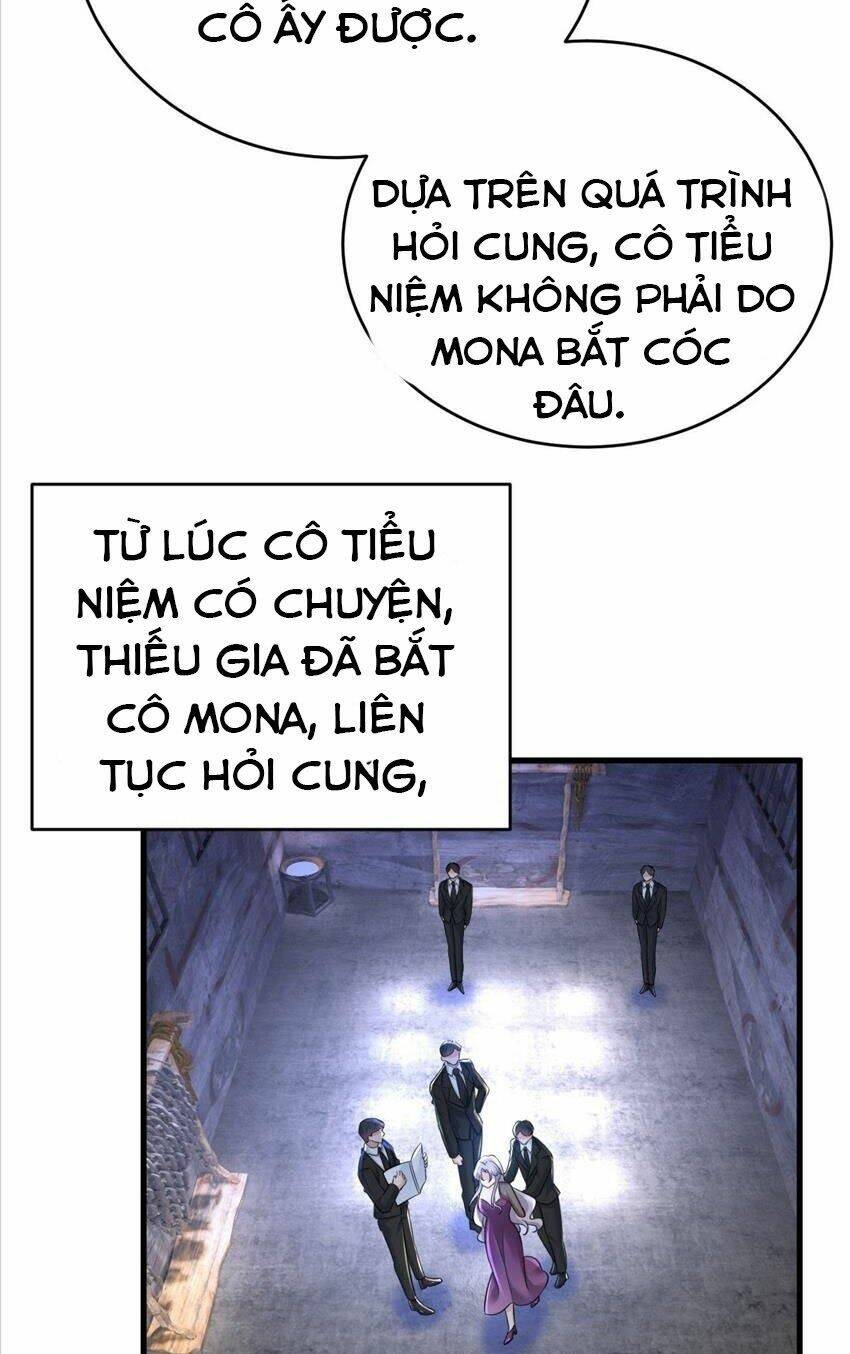 CÔ ẤY ĐƯỢC.
DỰA TRÊN QUÁ TRÌNH
HỎI CUNG, CÔ TIỂU
NIỆM KHÔNG PHẢI DO
MONA BẮT CÓC
ĐÂU.
TỪ LÚC CÔ TIỂU
NIỆM CÓ CHUYỆN,
THIẾU GIA ĐÃ BẮT
CÔ MONA, LIÊN
TỤC HỎI CUNG,